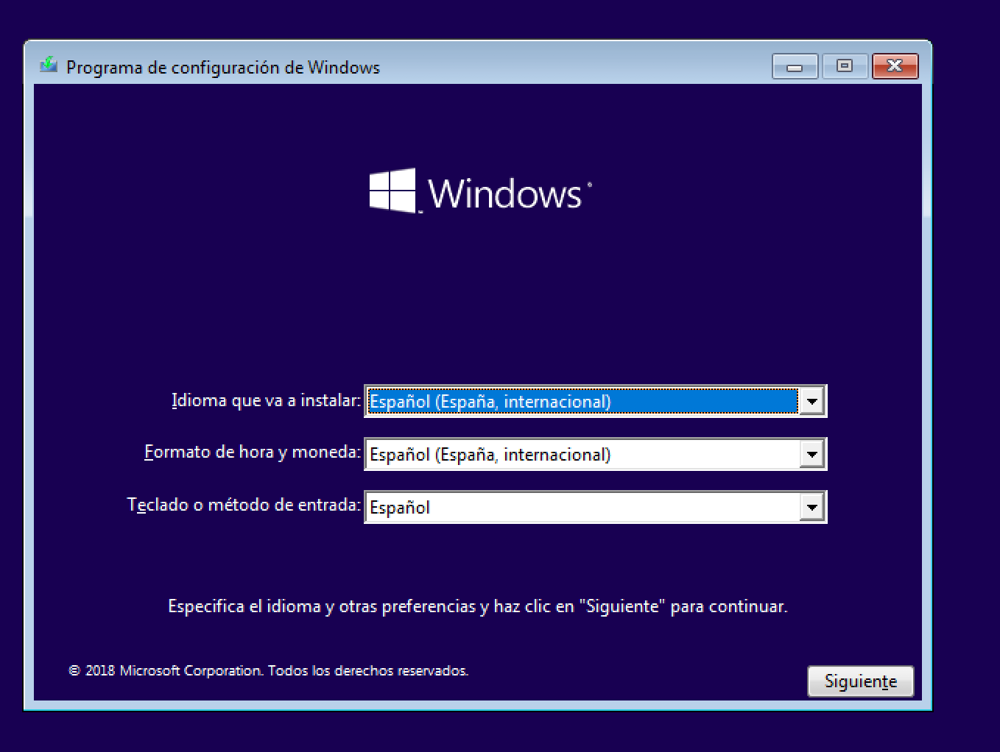 Programa de configuración de Windows
Windows
Idioma que va a instalar: Español (España, internacional)
Formato de hora y moneda: Español (España, internacional)
Teclado o método de entrada: Español
Especifica el idioma y otras preferencias y haz clic en "Siguiente" para continuar.
© 2018 Microsoft Corporation. Todos los derechos reservados.
Siguiente